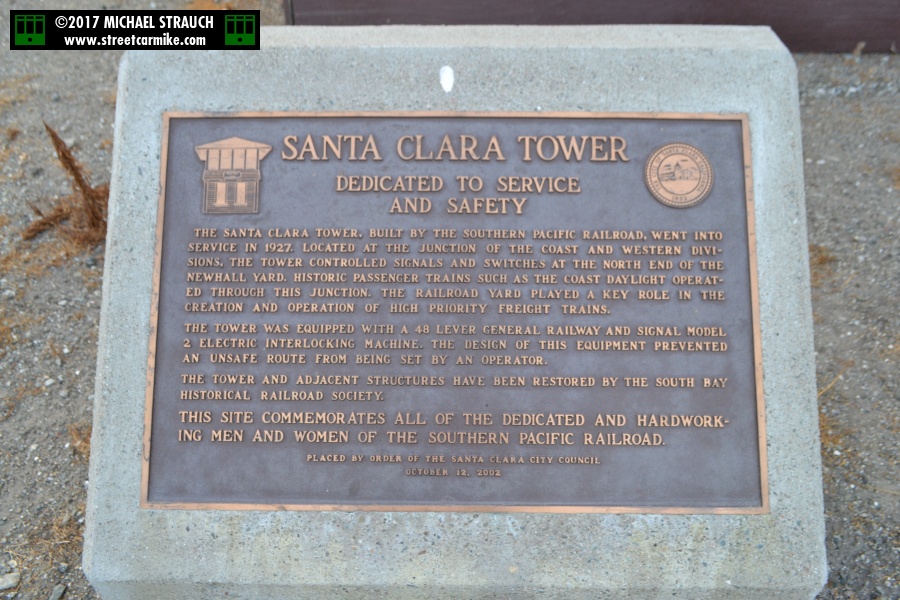 ©2017 MICHAEL STRAUCH
www.streetcarmike.com
SANTA CLARA TOWER
DEDICATED TO SERVICE
AND SAFETY
THE SANTA CLARA TOWER, BUILT BY THE SOUTHERN PACIFIC RAILROAD, WENT INTO
SERVICE IN 1927. LOCATED AT THE JUNCTION OF THE COAST AND WESTERN DIVI-
SIONS, THE TOWER CONTROLLED SIGNALS AND SWITCHES AT THE NORTH END OF THE
NEWHALL YARD. HISTORIC PASSENGER TRAINS SUCH AS THE COAST DAYLIGHT OPERAT-
ED THROUGH THIS JUNCTION. THE RAILROAD YARD PLAYED A KEY ROLE IN THE
CREATION AND OPERATION OF HIGH PRIORITY FREIGHT TRAINS.
THE TOWER WAS EQUIPPED WITH A 48 LEVER GENERAL RAILWAY AND SIGNAL MODEL
2 ELECTRIC INTERLOCKING MACHINE. THE DESIGN OF THIS EQUIPMENT PREVENTED
AN UNSAFE ROUTE FROM BEING SET BY AN OPERATOR.
THE TOWER AND ADJACENT STRUCTURES HAVE BEEN RESTORED BY THE SOUTH BAY
HISTORICAL RAILROAD SOCIETY.
THIS SITE COMMEMORATES ALL OF THE DEDICATED AND HARDWORK-
ING MEN AND WOMEN OF THE SOUTHERN PACIFIC RAILROAD.
PLACED BY ORDER OF THE SANTA CLARA CITY COUNCIL
OCTOBER 12, 2002